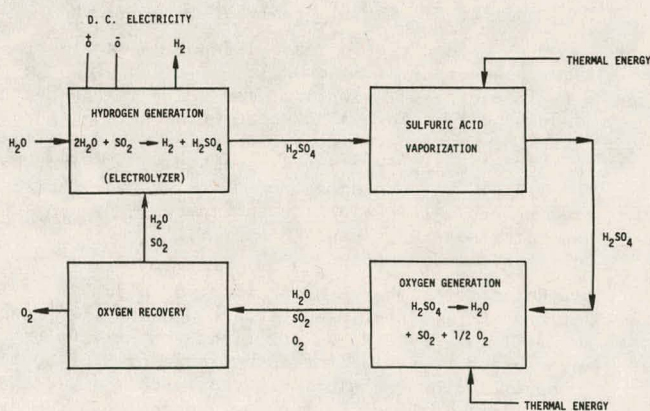 D. C. ELECTRICITY
+ -
o o
H₂
THERMAL ENERGY
HYDROGEN GENERATION
2H₂O + SO₂ → H₂ + H₂SO₄
(ELECTROLYZER)
H₂O
H₂SO₄
SULFURIC ACID
VAPORIZATION
H₂O
SO₂
H₂SO₄
OXYGEN RECOVERY
O₂
H₂O
SO₂
O₂
OXYGEN GENERATION
H₂SO₄ → H₂O
+ SO₂ + 1/2 O₂
THERMAL ENERGY